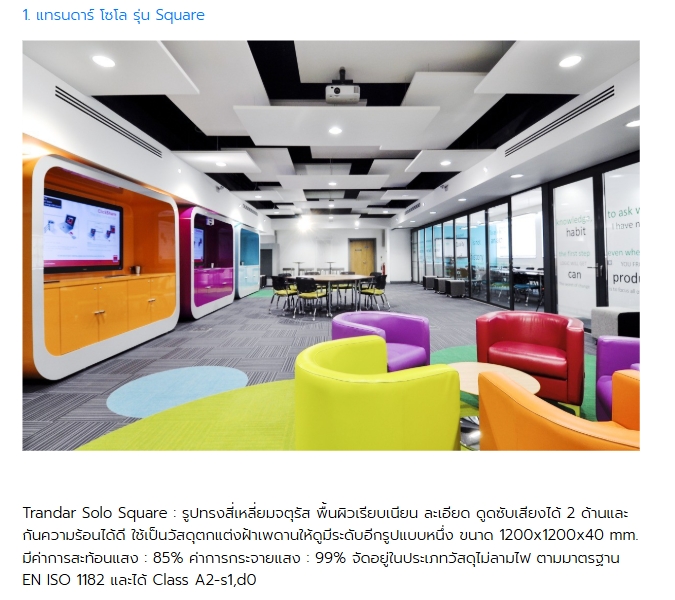 1. แทรนดาร์ โซโล รุ่น Square
to ask
habit
I have n
even whe
can
produ
Trandar Solo Square : รูปทรงสี่เหลี่ยมจตุรัส พื้นผิวเรียบเนียน ละเอียด ดูดซับเสียงได้ 2 ด้านและ
กันความร้อนได้ดี ใช้เป็นวัสดุตกแต่งฝ้าเพดานให้ดูมีระดับอีกรูปแบบหนึ่ง ขนาด 1200x1200x40 mm.
มีค่าการสะท้อนแสง : 85% ค่าการกระจายแสง : 99% จัดอยู่ในประเภทวัสดุไม่ลามไฟ ตามมาตรฐาน
EN ISO 1182 และได้ Class A2-s1,d0